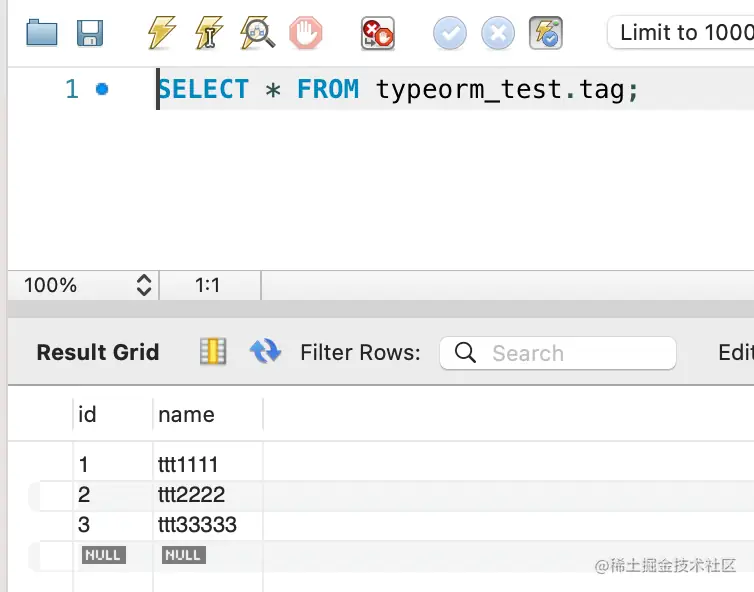 Limit to 1000
1 SELECT * FROM typeorm_test.tag;
100% 1:1
Result Grid Filter Rows: Search Edit
id name
1 ttt1111
2 ttt2222
3 ttt33333
NULL NULL
@稀土掘金技术社区